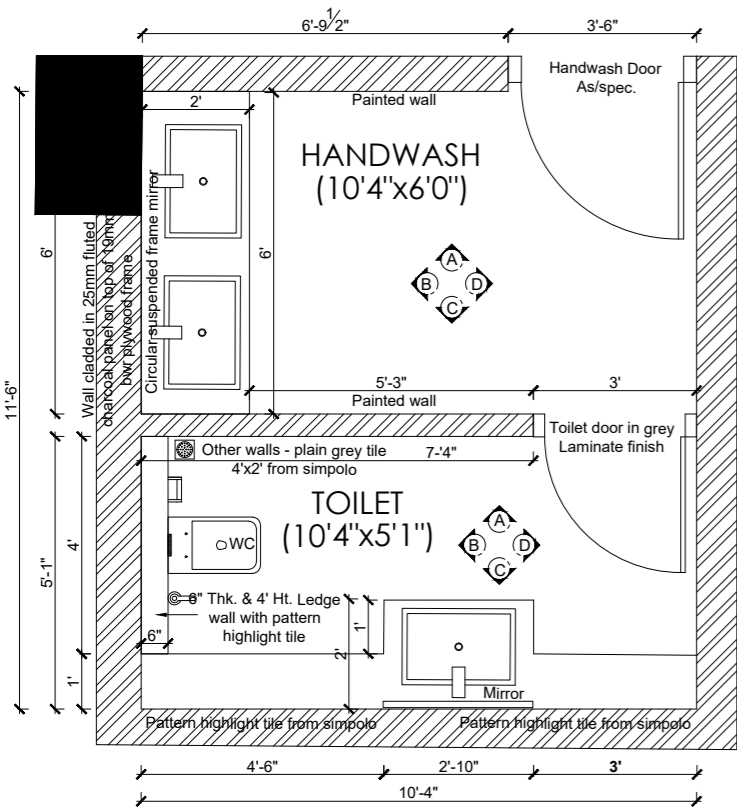 6'-9 1/2"
3'-6"
Handwash Door
As/spec.
2'
Painted wall
HANDWASH
(10'4"x6'0")
Circular suspended frame mirror
Wall cladded in 25mm fluted
charcoal panel on top of 19mm
bwr plywood frame
6'
6'
A
B
D
C
11'-6"
5'-3"
3'
Painted wall
Toilet door in grey
Laminate finish
Other walls - plain grey tile
4'x2' from simpolo
7'-4"
TOILET
(10'4"x5'1")
A
B
D
C
WC
5'-1"
4'
6" Thk. & 4' Ht. Ledge
wall with pattern
highlight tile
6"
1'
2'
1'
Mirror
Pattern highlight tile from simpolo
Pattern highlight tile from simpolo
4'-6"
2'-10"
3'
10'-4"